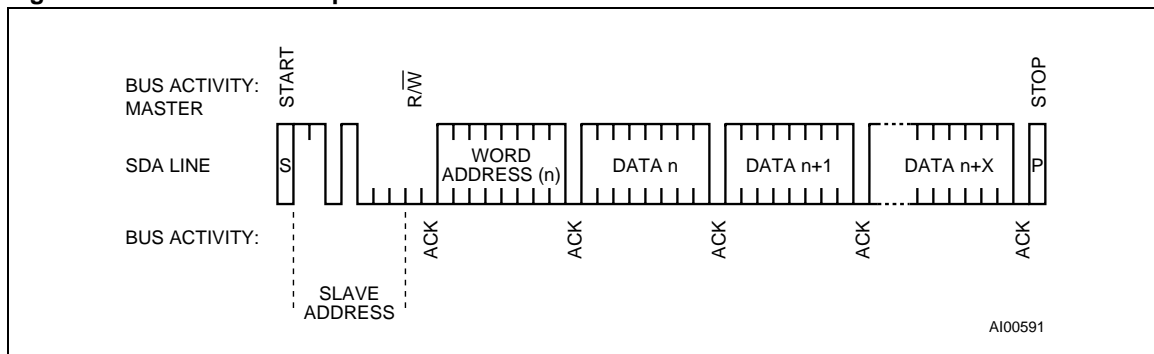 START
R/W
STOP
BUS ACTIVITY:
MASTER
SDA LINE
S
WORD
ADDRESS (n)
DATA n
DATA n+1
DATA n+X
P
BUS ACTIVITY:
ACK
ACK
ACK
ACK
ACK
SLAVE
ADDRESS
AI00591